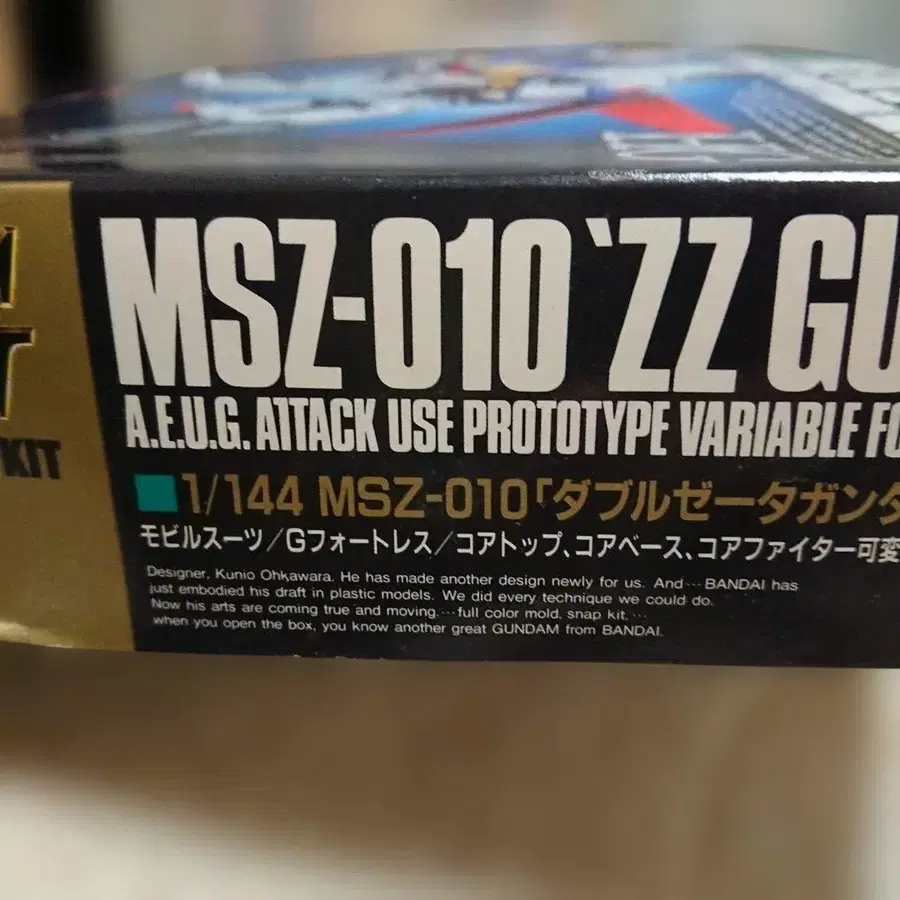 MSZ-010 'ZZ GU
A.E.U.G. ATTACK USE PROTOTYPE VARIABLE FO
KIT
■1/144 MSZ-010「ダブルゼータガンダ
モビルスーツ/Gフォートレス/コアトップ、コアベース、コアファイター可変
Designer, Kunio Ohkawara. He has made another design newly for us. And… BANDAI has
just embodied his draft in plastic models. We did every technique we could do.
Now his arts are coming true and moving.…full color mold, snap kit,…
when you open the box, you know another great GUNDAM from BANDAI.